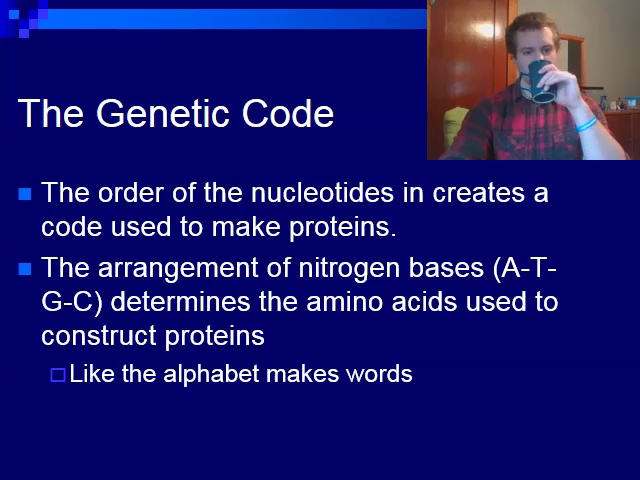 The Genetic Code
The order of the nucleotides in creates a
code used to make proteins.
The arrangement of nitrogen bases (A-T-
G-C) determines the amino acids used to
construct proteins
Like the alphabet makes words